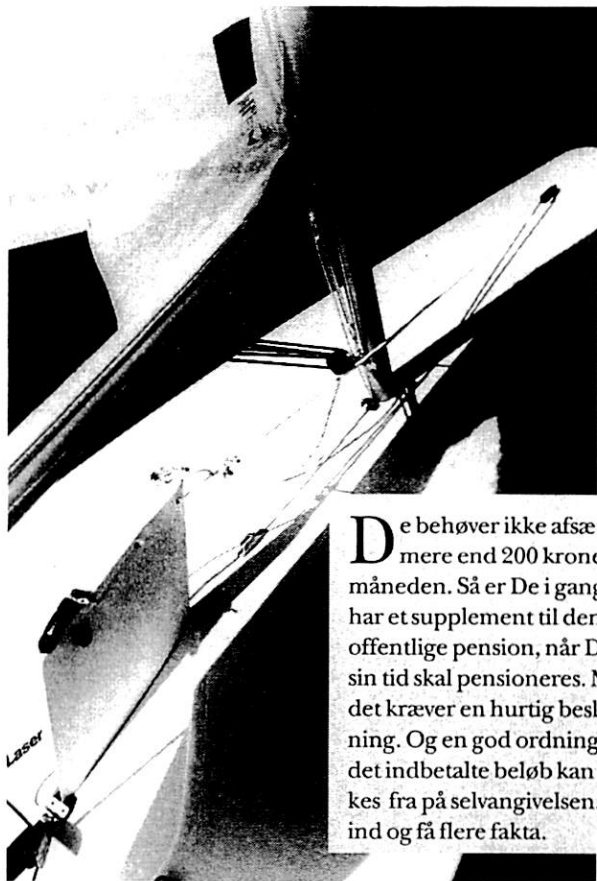 Laser
De behøver ikke afsæ
mere end 200 krone
måneden. Så er De i gang
har et supplement til den
offentlige pension, når D
sin tid skal pensioneres. N
det kræver en hurtig besl
ning. Og en god ordning
det indbetalte beløb kan
kes fra på selvangivelsen.
ind og få flere fakta.